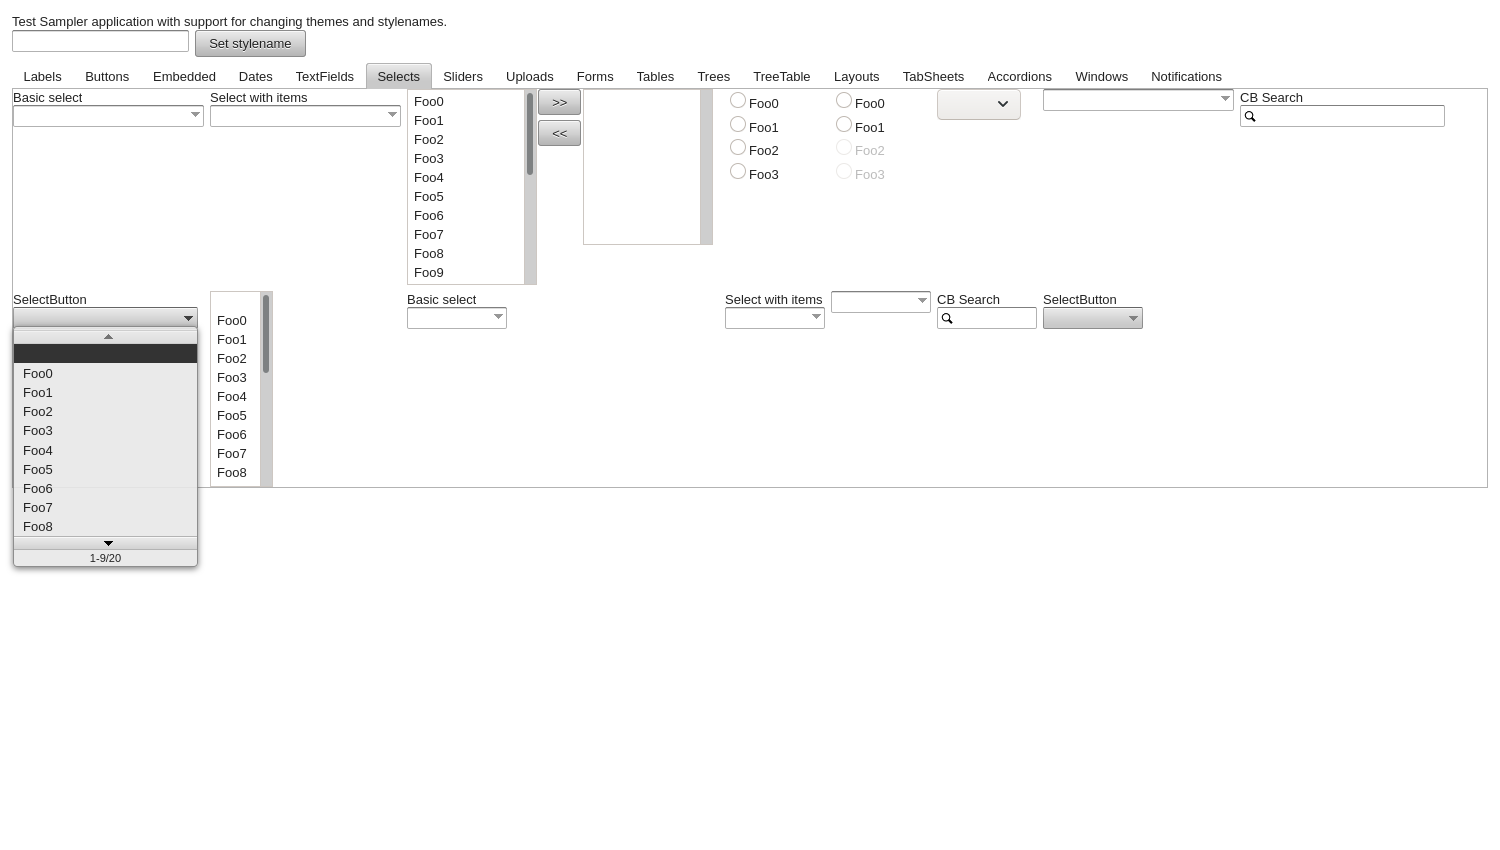 Test Sampler application with support for changing themes and stylenames.
Set stylename
Labels Buttons Embedded Dates TextFields Selects Sliders Uploads Forms Tables Trees TreeTable Layouts TabSheets Accordions Windows Notifications
Basic select
Select with items
Foo0
Foo1
Foo2
Foo3
Foo4
Foo5
Foo6
Foo7
Foo8
Foo9
>>
<<
Foo0
Foo1
Foo2
Foo3
Foo0
Foo1
Foo2
Foo3
CB Search
SelectButton
Foo0
Foo1
Foo2
Foo3
Foo4
Foo5
Foo6
Foo7
Foo8
1-9/20
Foo0
Foo1
Foo2
Foo3
Foo4
Foo5
Foo6
Foo7
Foo8
Basic select
Select with items
CB Search
SelectButton